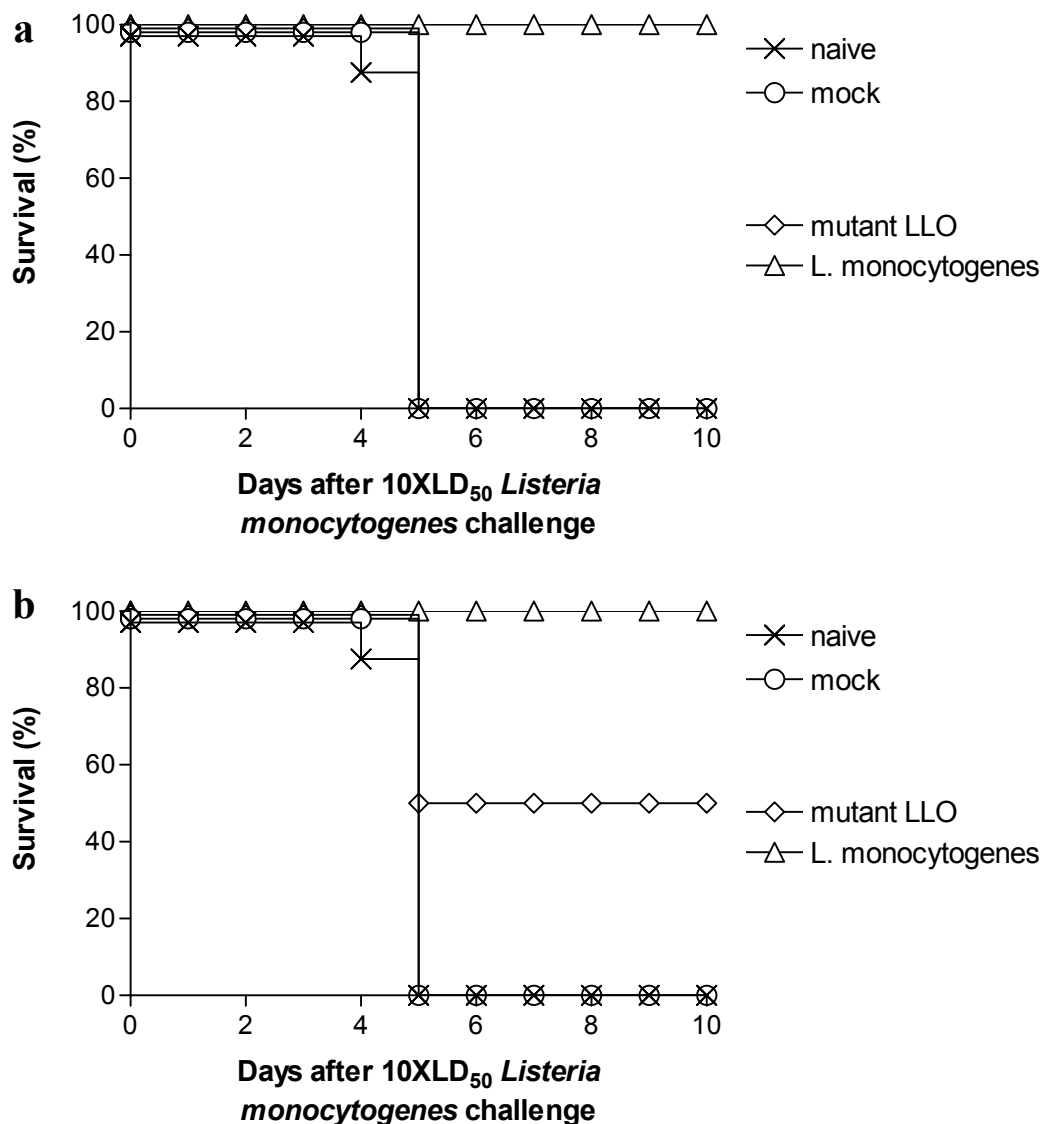 a
100
80
60
40
20
0
Survival (%)
0 2 4 6 8 10
Days after 10XLD50 Listeria
monocytogenes challenge
naive
mock
mutant LLO
L. monocytogenes
b
100
80
60
40
20
0
Survival (%)
0 2 4 6 8 10
Days after 10XLD50 Listeria
monocytogenes challenge
naive
mock
mutant LLO
L. monocytogenes